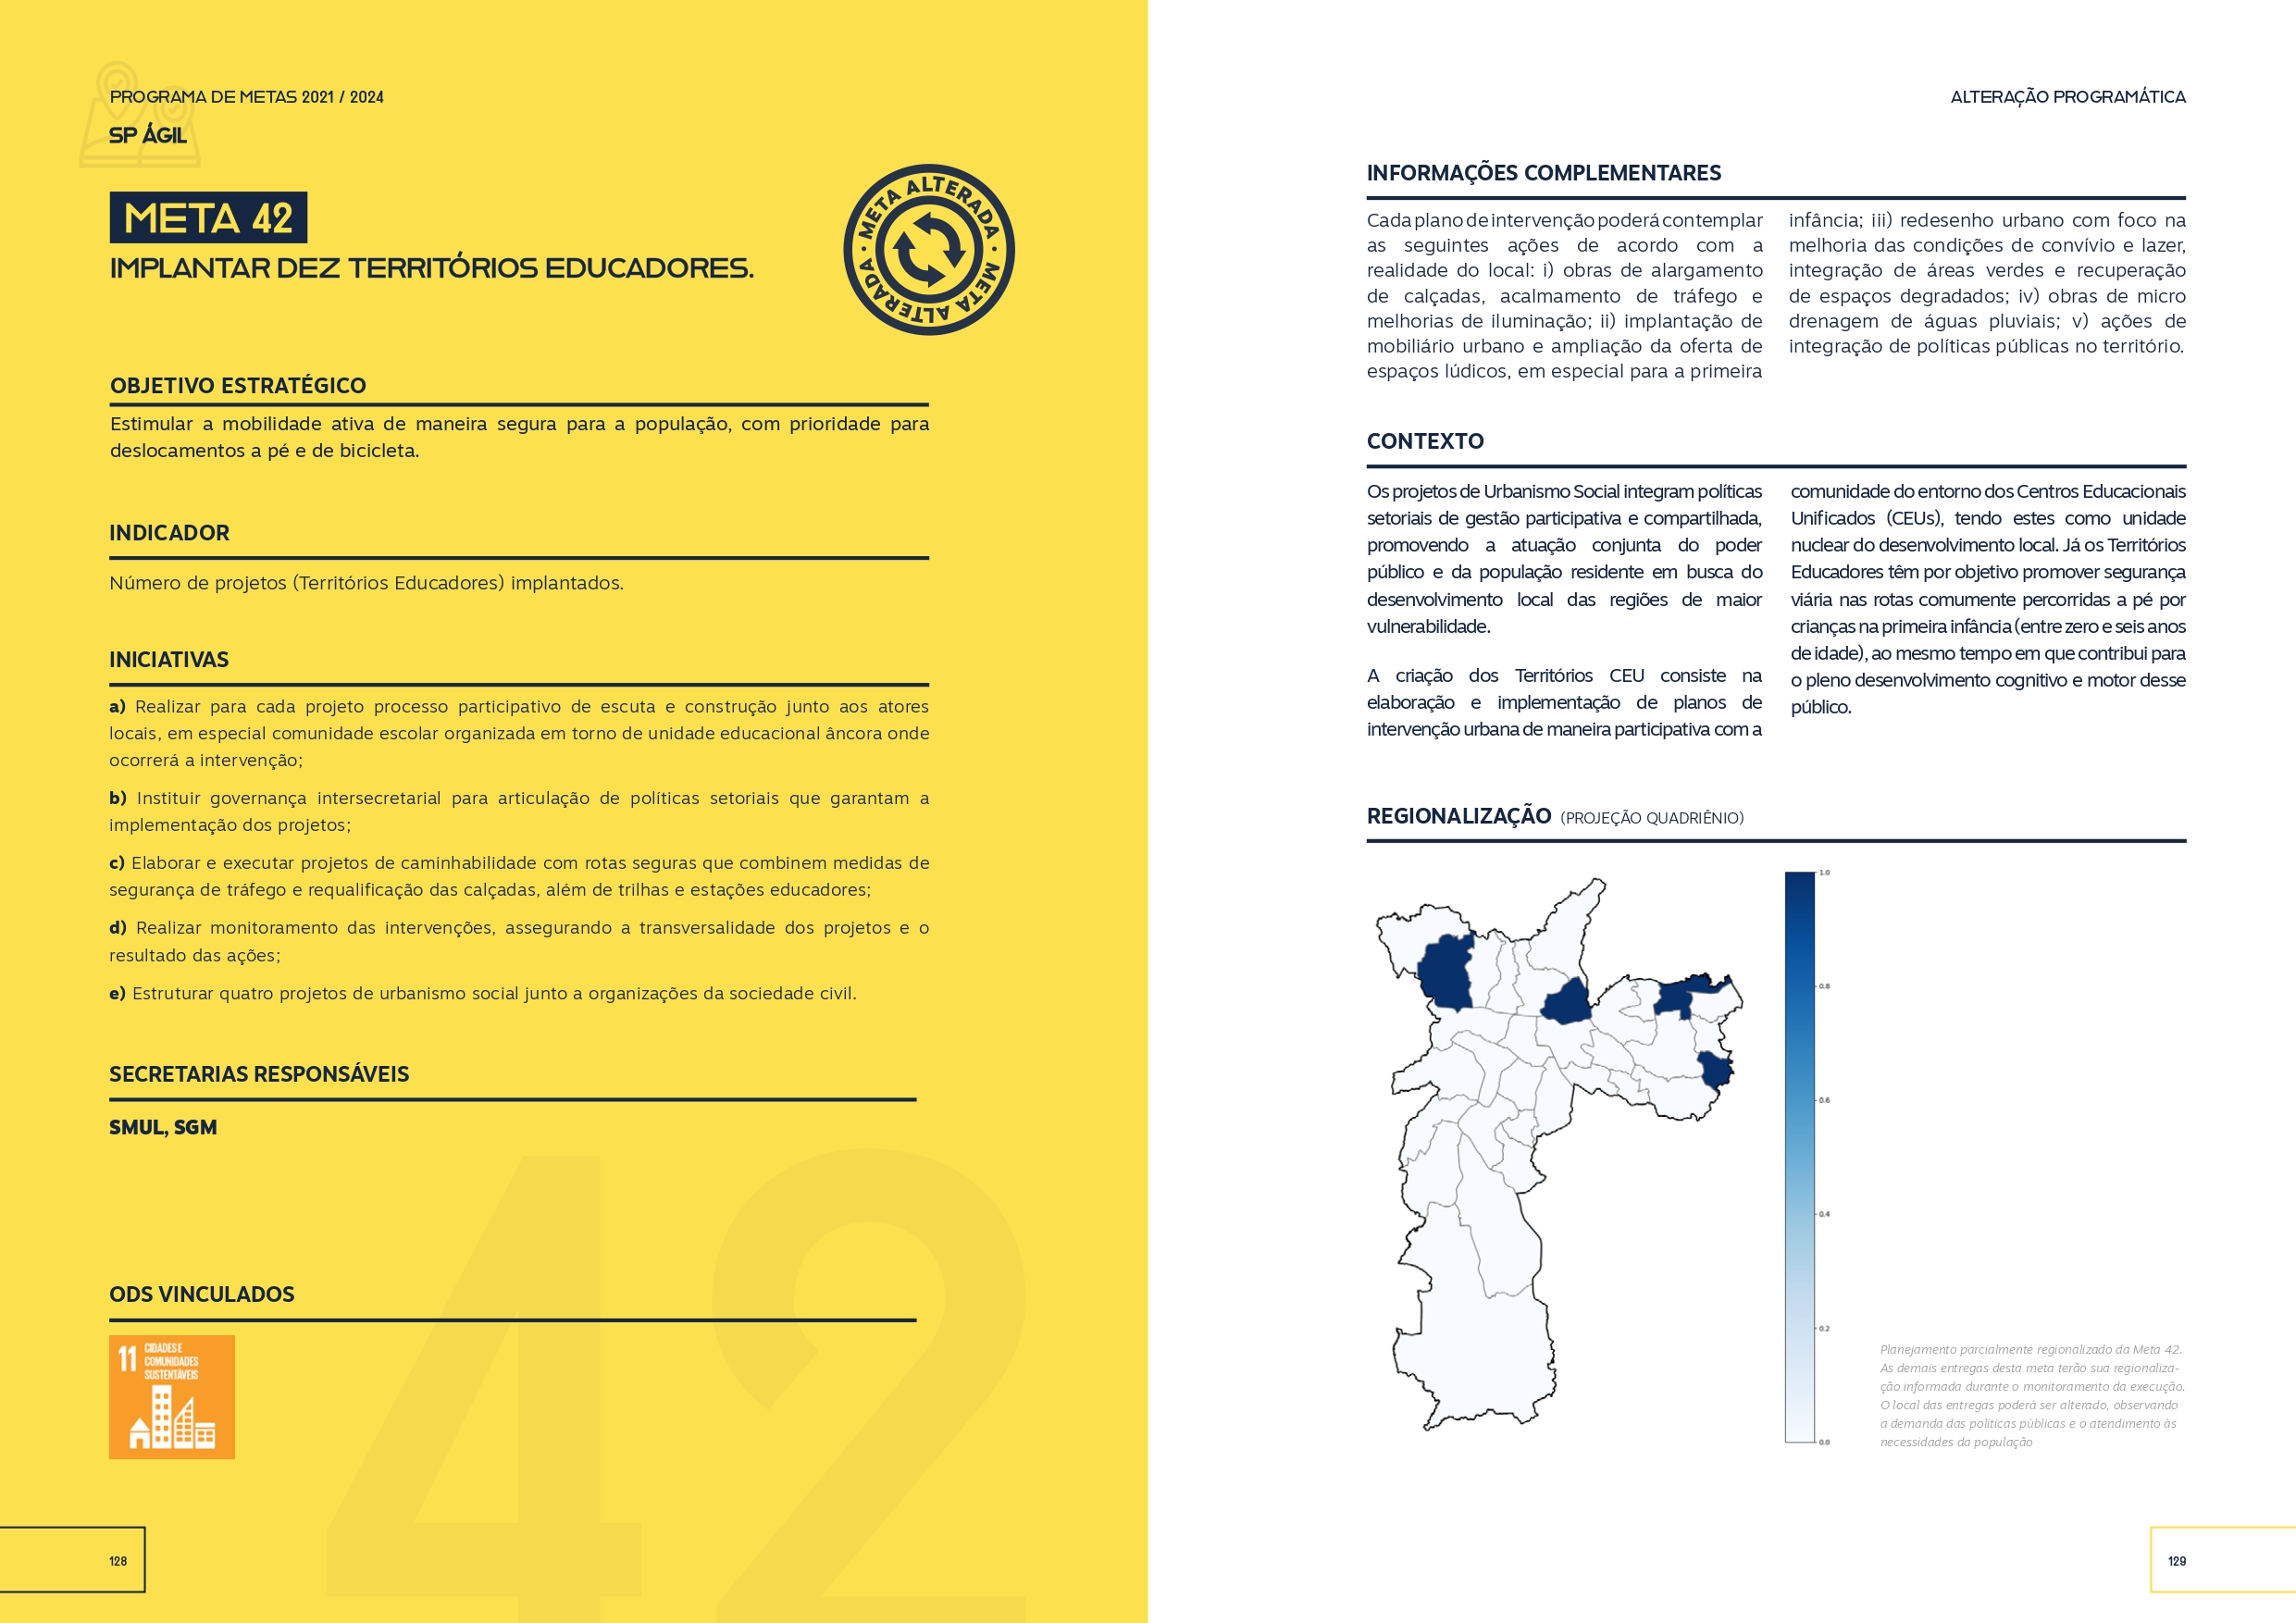 PROGRAMA DE METAS 2021 / 2024
SP ÁGIL
META 42
IMPLANTAR DEZ TERRITÓRIOS EDUCADORES.
META ALTERADA · META ALTERADA ·
OBJETIVO ESTRATÉGICO
Estimular a mobilidade ativa de maneira segura para a população, com prioridade para
deslocamentos a pé e de bicicleta.
INDICADOR
Número de projetos (Territórios Educadores) implantados.
INICIATIVAS
a) Realizar para cada projeto processo participativo de escuta e construção junto aos atores
locais, em especial comunidade escolar organizada em torno de unidade educacional âncora onde
ocorrerá a intervenção;
b) Instituir governança intersecretarial para articulação de políticas setoriais que garantam a
implementação dos projetos;
c) Elaborar e executar projetos de caminhabilidade com rotas seguras que combinem medidas de
segurança de tráfego e requalificação das calçadas, além de trilhas e estações educadores;
d) Realizar monitoramento das intervenções, assegurando a transversalidade dos projetos e o
resultado das ações;
e) Estruturar quatro projetos de urbanismo social junto a organizações da sociedade civil.
SECRETARIAS RESPONSÁVEIS
SMUL, SGM
ODS VINCULADOS
11 CIDADES E
COMUNIDADES
SUSTENTÁVEIS
42
128
ALTERAÇÃO PROGRAMÁTICA
INFORMAÇÕES COMPLEMENTARES
Cada plano de intervenção poderá contemplar
as seguintes ações de acordo com a
realidade do local: i) obras de alargamento
de calçadas, acalmamento de tráfego e
melhorias de iluminação; ii) implantação de
mobiliário urbano e ampliação da oferta de
espaços lúdicos, em especial para a primeira
infância; iii) redesenho urbano com foco na
melhoria das condições de convívio e lazer,
integração de áreas verdes e recuperação
de espaços degradados; iv) obras de micro
drenagem de águas pluviais; v) ações de
integração de políticas públicas no território.
CONTEXTO
Os projetos de Urbanismo Social integram políticas
setoriais de gestão participativa e compartilhada,
promovendo a atuação conjunta do poder
público e da população residente em busca do
desenvolvimento local das regiões de maior
vulnerabilidade.
A criação dos Territórios CEU consiste na
elaboração e implementação de planos de
intervenção urbana de maneira participativa com a
comunidade do entorno dos Centros Educacionais
Unificados (CEUs), tendo estes como unidade
nuclear do desenvolvimento local. Já os Territórios
Educadores têm por objetivo promover segurança
viária nas rotas comumente percorridas a pé por
crianças na primeira infância (entre zero e seis anos
de idade), ao mesmo tempo em que contribui para
o pleno desenvolvimento cognitivo e motor desse
público.
REGIONALIZAÇÃO (PROJEÇÃO QUADRIÊNIO)
1.0
0.8
0.6
0.4
0.2
0.0
Planejamento parcialmente regionalizado da Meta 42.
As demais entregas desta meta terão sua regionaliza-
ção informada durante o monitoramento da execução.
O local das entregas poderá ser alterado, observando
a demanda das políticas públicas e o atendimento às
necessidades da população
129